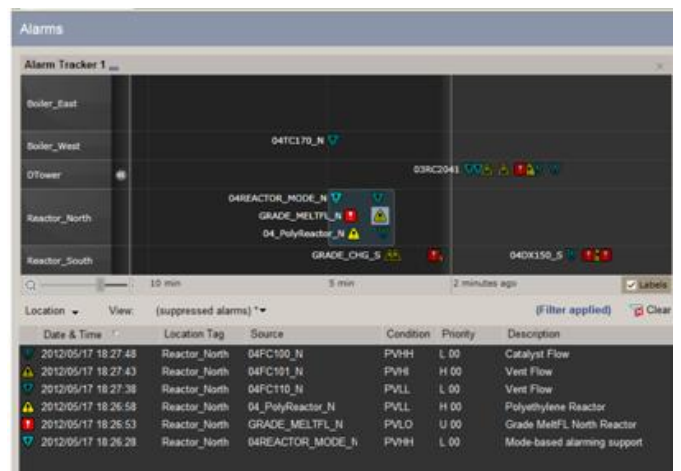 Alarms
Alarm Tracker 1 ...
Boiler_East
Boiler_West
04TC170_N
DTower
03RC2041
04REACTOR_MODE_N
Reactor_North
GRADE_MELTFL_N
04_PolyReactor_N
Reactor_South
GRADE_CHG_S
04DX150_S
10 min
5 min
2 minutes ago
Labels
Location View: (suppressed alarms) * (Filter applied) Clear
Date & Time Location Tag Source Condition Priority Description
2012/05/17 18:27:48 Reactor_North 04FC100_N PVHH L 00 Catalyst Flow
2012/05/17 18:27:43 Reactor_North 04FC101_N PVHI H 00 Vent Flow
2012/05/17 18:27:38 Reactor_North 04FC110_N PVLL L 00 Vent Flow
2012/05/17 18:26:58 Reactor_North 04_PolyReactor_N PVLL H 00 Polyethylene Reactor
2012/05/17 18:26:53 Reactor_North GRADE_MELTFL_N PVLO U 00 Grade MeltFL North Reactor
2012/05/17 18:26:28 Reactor_North 04REACTOR_MODE_N PVHH L 00 Mode-based alarming support